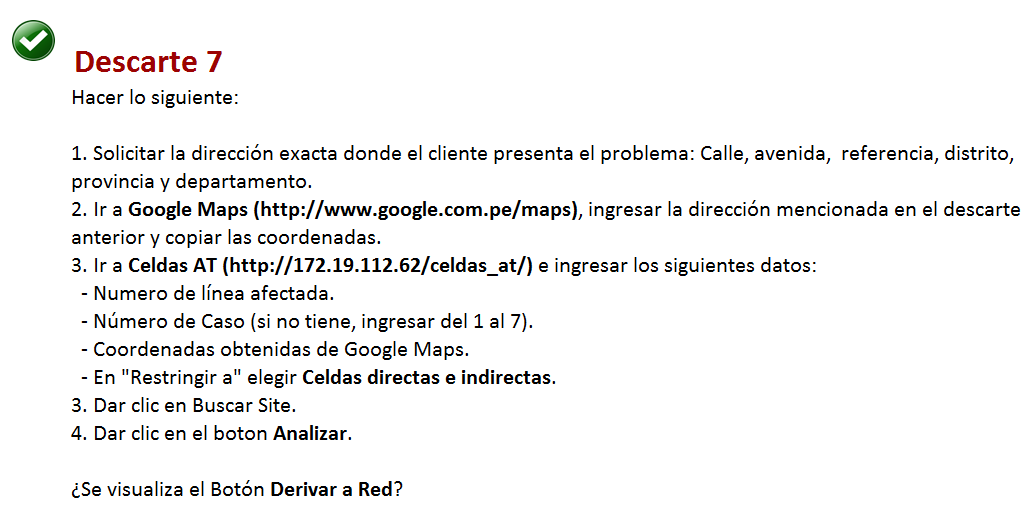 Descarte 7
Hacer lo siguiente:
1. Solicitar la dirección exacta donde el cliente presenta el problema: Calle, avenida,  referencia, distrito,
provincia y departamento.
2. Ir a Google Maps (http://www.google.com.pe/maps), ingresar la dirección mencionada en el descarte
anterior y copiar las coordenadas.
3. Ir a Celdas AT (http://172.19.112.62/celdas_at/) e ingresar los siguientes datos:
- Numero de línea afectada.
- Número de Caso (si no tiene, ingresar del 1 al 7).
- Coordenadas obtenidas de Google Maps.
- En "Restringir a" elegir Celdas directas e indirectas.
3. Dar clic en Buscar Site.
4. Dar clic en el boton Analizar.
¿Se visualiza el Botón Derivar a Red?